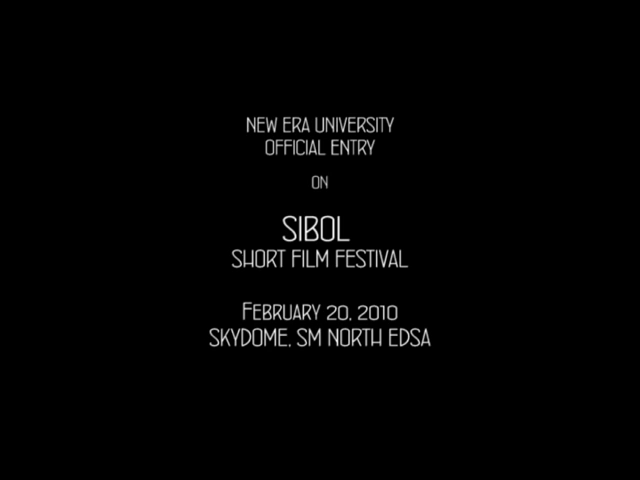 NEW ERA UNIVERSITY
OFFICIAL ENTRY
ON
SIBOL
SHORT FILM FESTIVAL
FEBRUARY 20, 2010
SKYDOME, SM NORTH EDSA